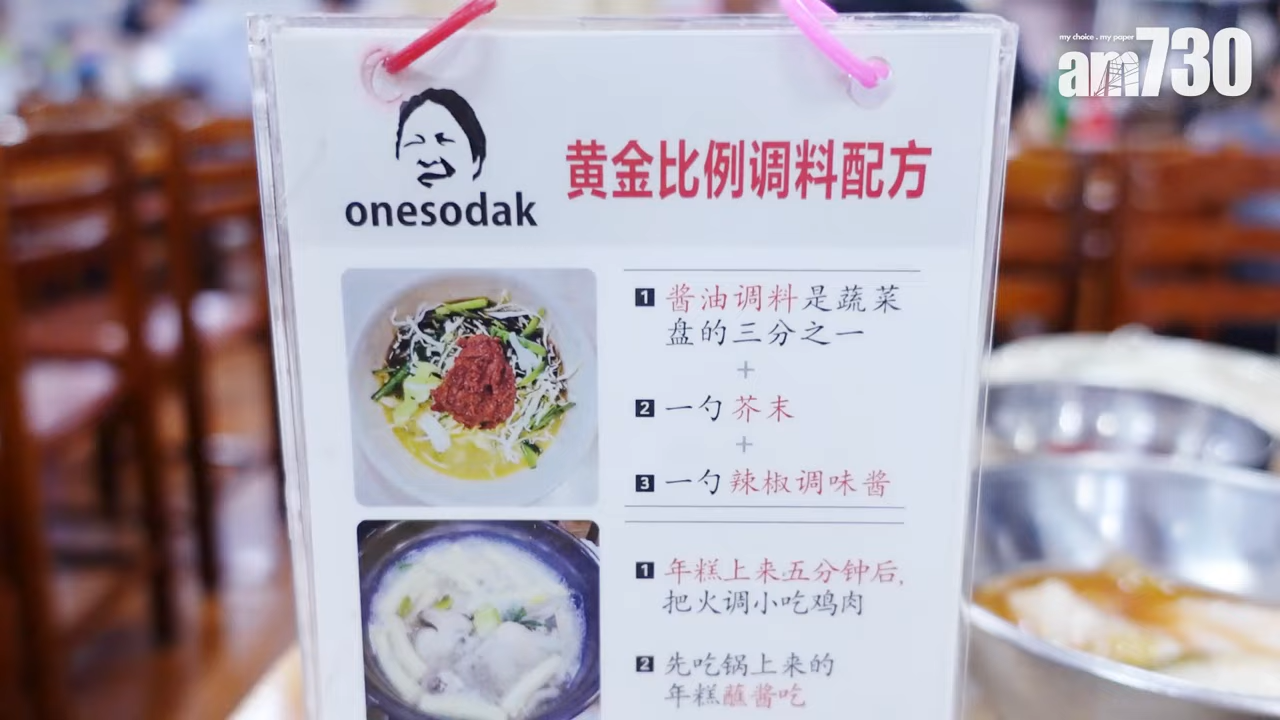 my choice . my paper
am730
onesodak
黄金比例调料配方
1 酱油调料是蔬菜
盘的三分之一
+
2 一勺芥末
+
3 一勺辣椒调味酱
1 年糕上来五分钟后,
把火调小吃鸡肉
2 先吃锅上来的
年糕蘸酱吃